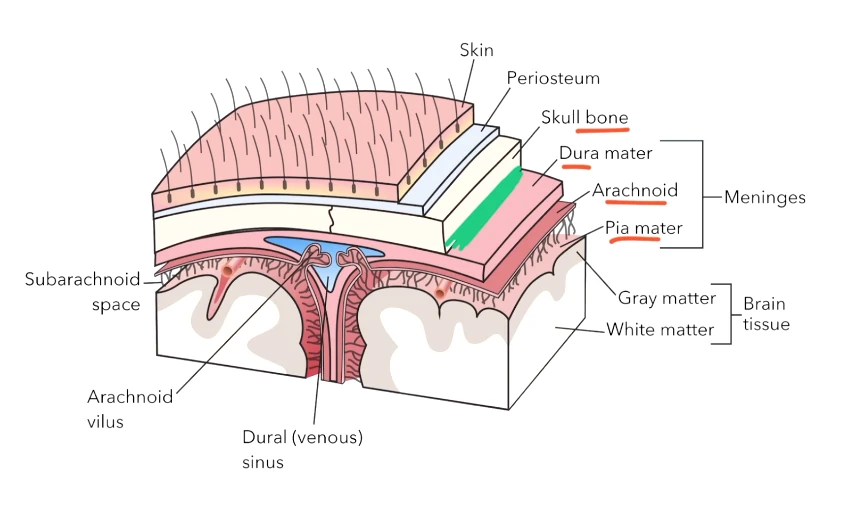 Skin
Periosteum
Skull bone
Dura mater
Arachnoid
Meninges
Pia mater
Subarachnoid
space
Gray matter
White matter
Brain
tissue
Arachnoid
vilus
Dural (venous)
sinus